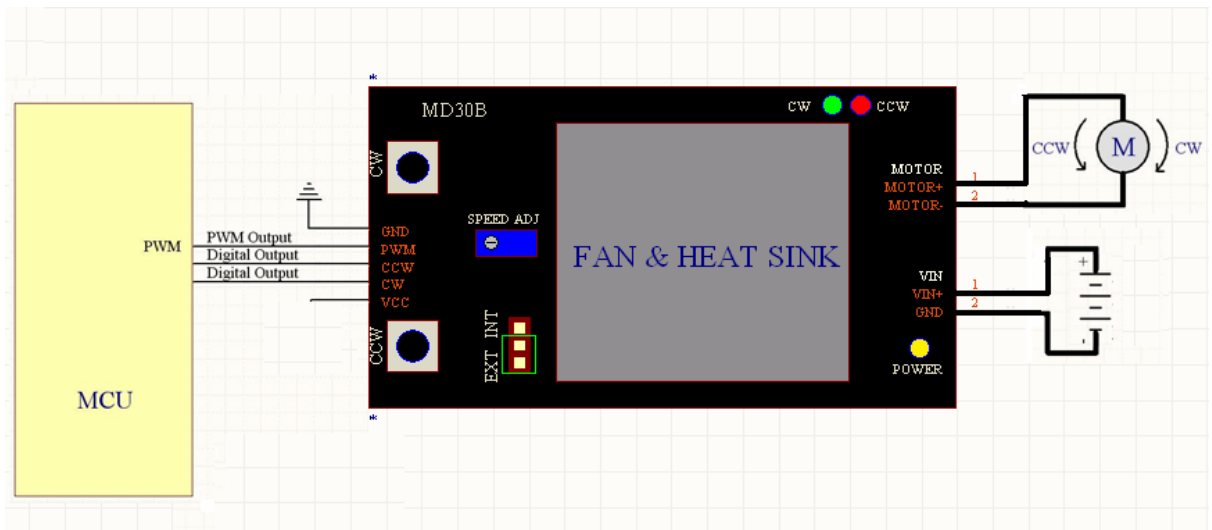 MD30B
CW
CCW
CW
CCW
M
CW
MOTOR
MOTOR+
1
MOTOR-
2
SPEED ADJ
GND
PWM
PWM Output
PWM
Digital Output
CCW
Digital Output
CW
VCC
FAN & HEAT SINK
VIN
VIN+
1
GND
2
+
-
CCW
EXT INT
POWER
MCU
*
*